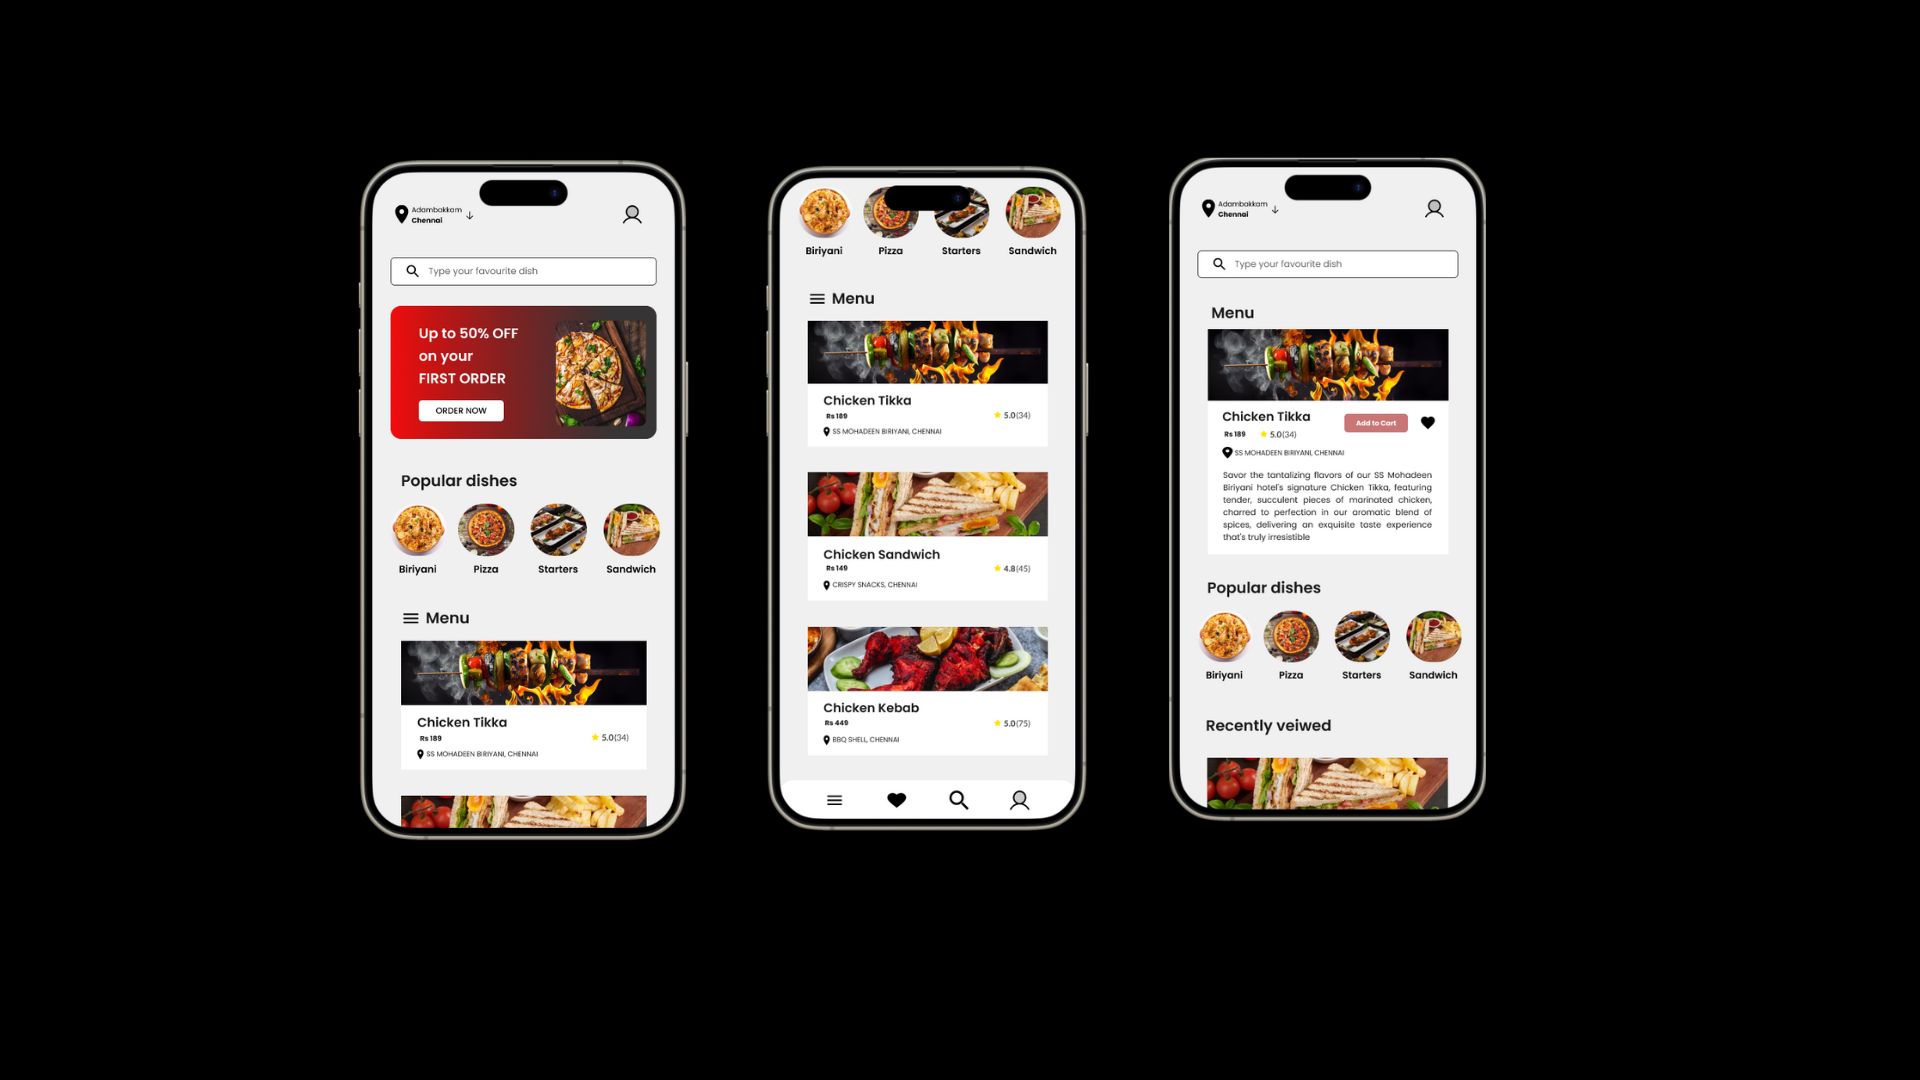 Adambakkam
Chennai
Type your favourite dish
Up to 50% OFF
on your
FIRST ORDER
ORDER NOW
Popular dishes
Biriyani Pizza Starters Sandwich
Menu
Chicken Tikka
Rs 189
5.0(34)
SS MOHADEEN BIRIYANI, CHENNAI
Biriyani Pizza Starters Sandwich
Menu
Chicken Tikka
Rs 189
5.0(34)
SS MOHADEEN BIRIYANI, CHENNAI
Chicken Sandwich
Rs 149
4.8(45)
CRISPY SNACKS, CHENNAI
Chicken Kebab
Rs 449
5.0(75)
BBQ SHELL, CHENNAI
Adambakkam
Chennai
Type your favourite dish
Menu
Chicken Tikka
Add to Cart
Rs 189 5.0(34)
SS MOHADEEN BIRIYANI, CHENNAI
Savor the tantalizing flavors of our SS Mohadeen
Biriyani hotel's signature Chicken Tikka, featuring
tender, succulent pieces of marinated chicken,
charred to perfection in our aromatic blend of
spices, delivering an exquisite taste experience
that's truly irresistible
Popular dishes
Biriyani Pizza Starters Sandwich
Recently veiwed